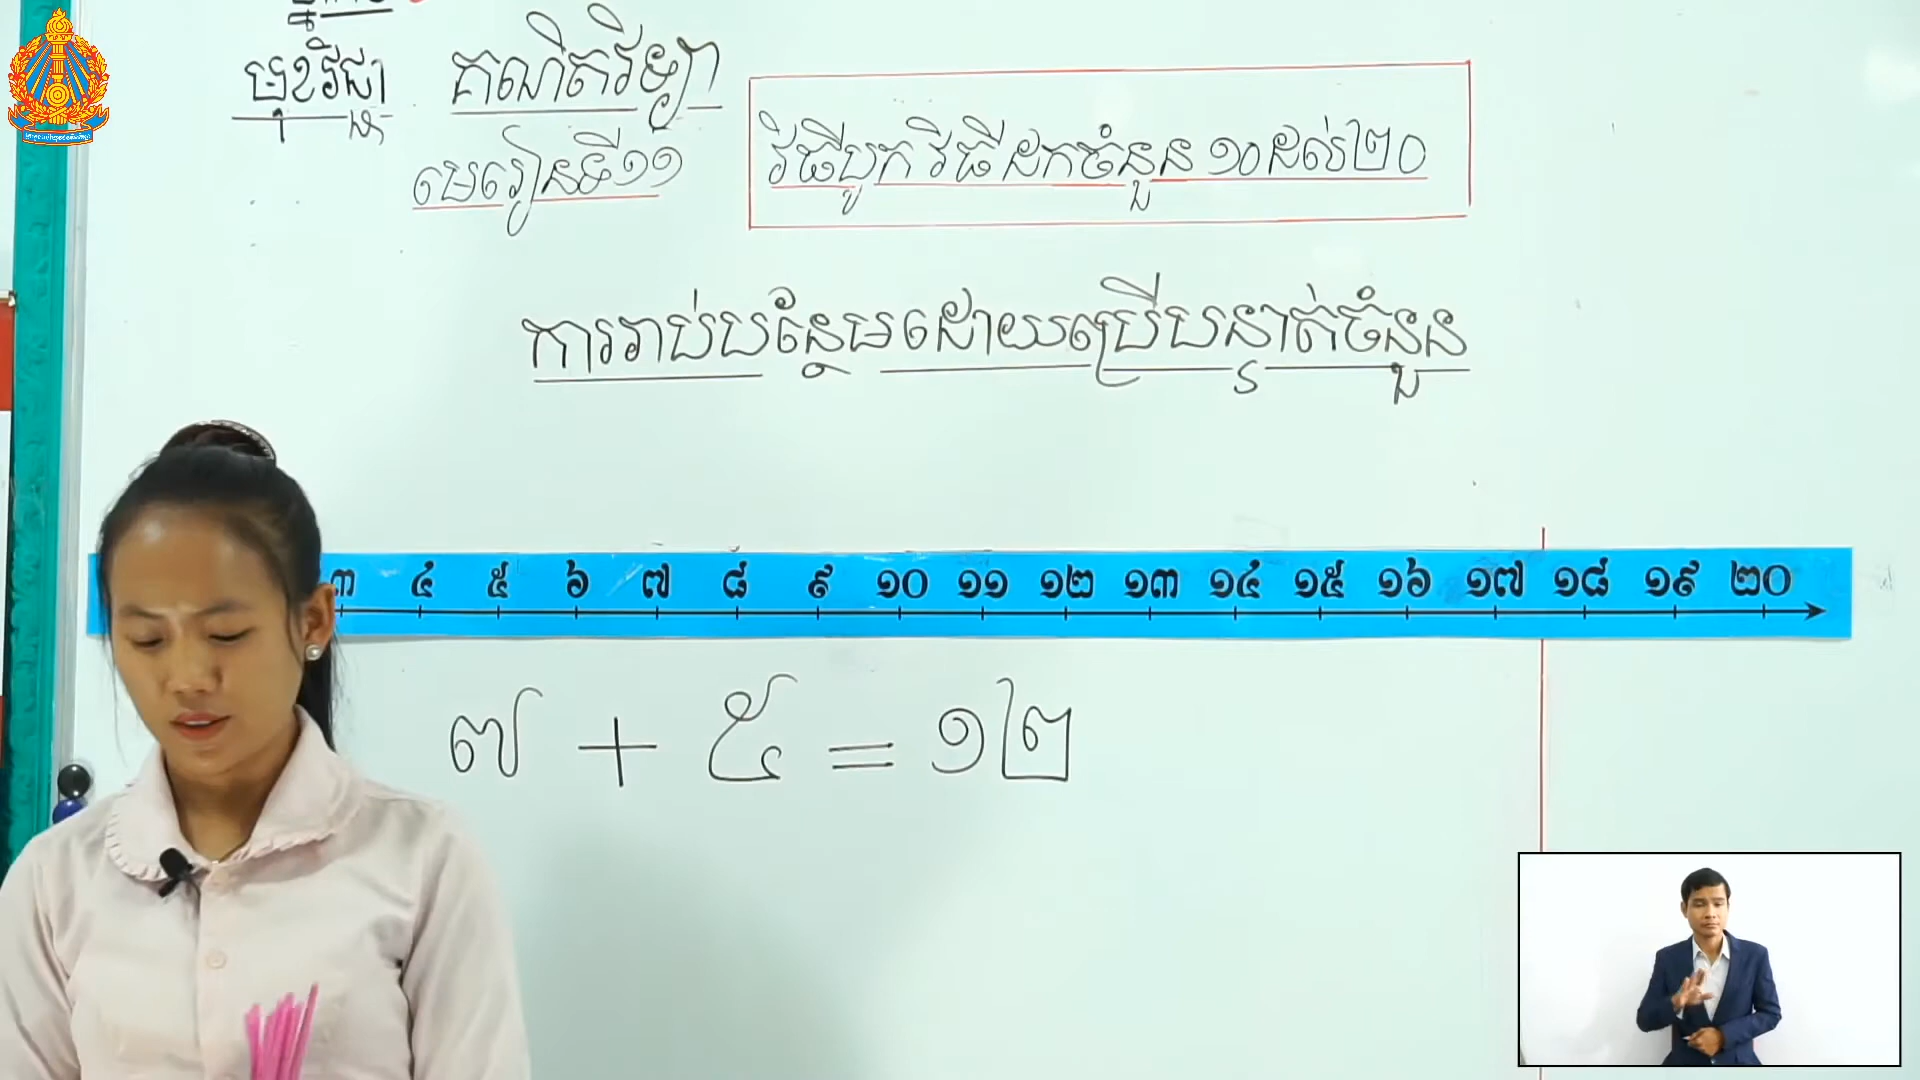 មុខវិជ្ជា គណិតវិទ្យា
មេរៀនទី១១
វិធីបូក វិធីដកចំនួន ១០ដល់២០
ការរាប់បន្ថែមដោយប្រើបន្ទាត់ចំនួន
៣ ៤ ៥ ៦ ៧ ៨ ៩ ១០ ១១ ១២ ១៣ ១៤ ១៥ ១៦ ១៧ ១៨ ១៩ ២០
៧ + ៥ = ១២